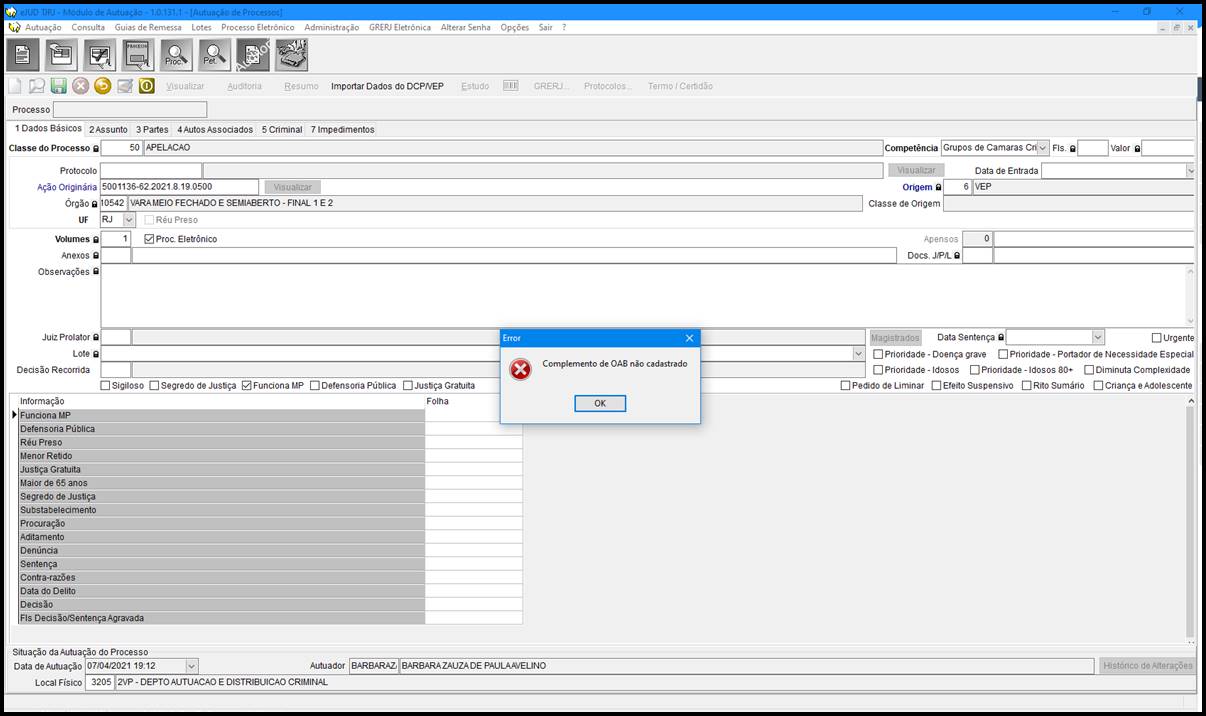 eJUD TJRJ - Módulo de Autuação - 1.0.131.1 - [Autuação de Processos]
Autuação Consulta Guias de Remessa Lotes Processo Eletrônico GRERJ Eletrônica Administração Alterar Senha Opções Sair ?
PROCESSO Proc. Pet.
Visualizar Auditoria Resumo Importar Dados do DCP/VEP Estudo GRERJ... Protocolos... Termo / Certidão
Processo
1 Dados Básicos 2 Assunto 3 Partes 4 Autos Associados 5 Criminal 7 Impedimentos
Classe do Processo 50 APELACAO Competência Grupos de Camaras Cri Fls. Valor
Protocolo Visualizar Data de Entrada
Ação Originária 5001136-62.2021.8.19.0500 Visualizar Origem 6 VEP
Órgão 10542 VARA MEIO FECHADO E SEMIABERTO - FINAL 1 E 2 Classe de Origem
UF RJ Réu Preso
Volumes 1 Proc. Eletrônico Apensos 0
Anexos Docs. J/P/L
Observações
Juiz Prolator Magistrados Data Sentença Urgente
Lote Prioridade - Doença grave Prioridade - Portador de Necessidade Especial
Decisão Recorrida Prioridade - Idosos Prioridade - Idosos 80+ Diminuta Complexidade
Sigiloso Segredo de Justiça Funciona MP Defensoria Pública Justiça Gratuita Pedido de Liminar Efeito Suspensivo Rito Sumário Criança e Adolescente
Error
Complemento de OAB não cadastrado
OK
Informação Folha
Funciona MP
Defensoria Pública
Réu Preso
Menor Retido
Justiça Gratuita
Maior de 65 anos
Segredo de Justiça
Substabelecimento
Procuração
Aditamento
Denúncia
Sentença
Contra-razões
Data do Delito
Decisão
Fls Decisão/Sentença Agravada
Situação da Autuação do Processo
Data de Autuação 07/04/2021 19:12 Autuador BARBARAZ. BARBARA ZAUZA DE PAULA AVELINO Histórico de Alterações
Local Físico 3205 2VP - DEPTO AUTUACAO E DISTRIBUICAO CRIMINAL